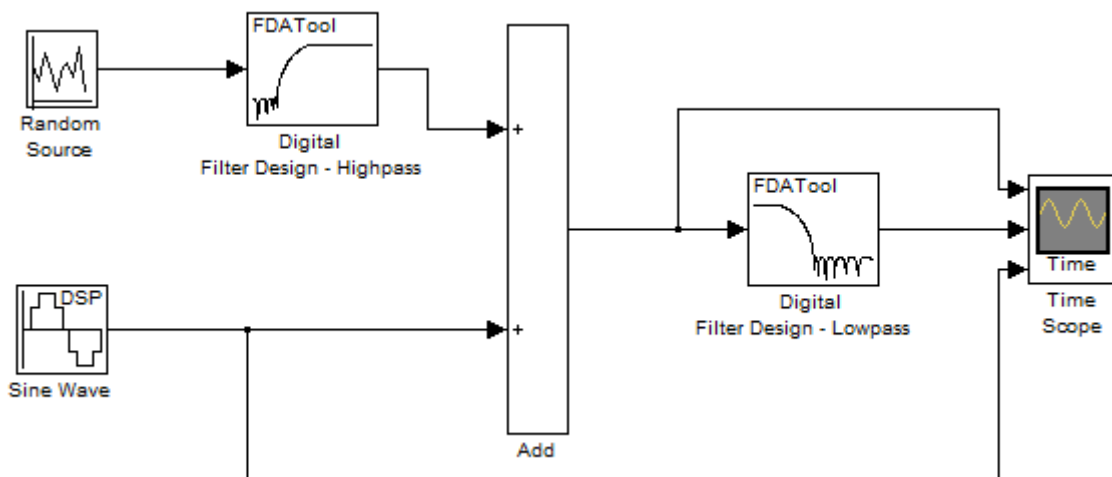 FDATool
Random
Source
Digital
Filter Design - Highpass
+
DSP
Sine Wave
+
Add
FDATool
Digital
Filter Design - Lowpass
Time
Time
Scope